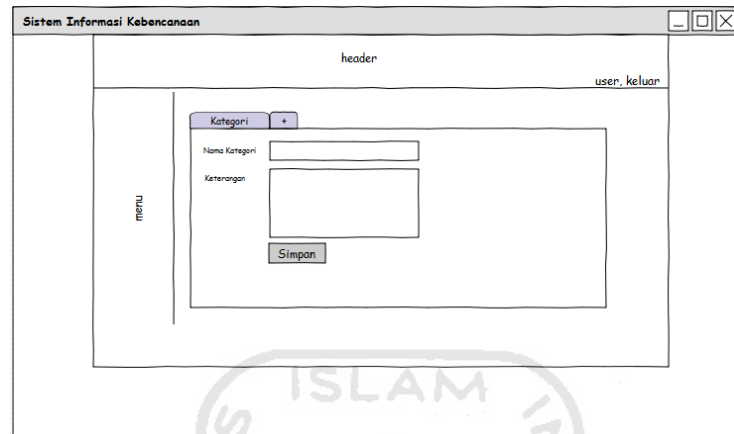 Sistem Informasi Kebencanaan
header
user, keluar
menu
Kategori +
Nama Kategori
Keterangan
Simpan
ISLAM